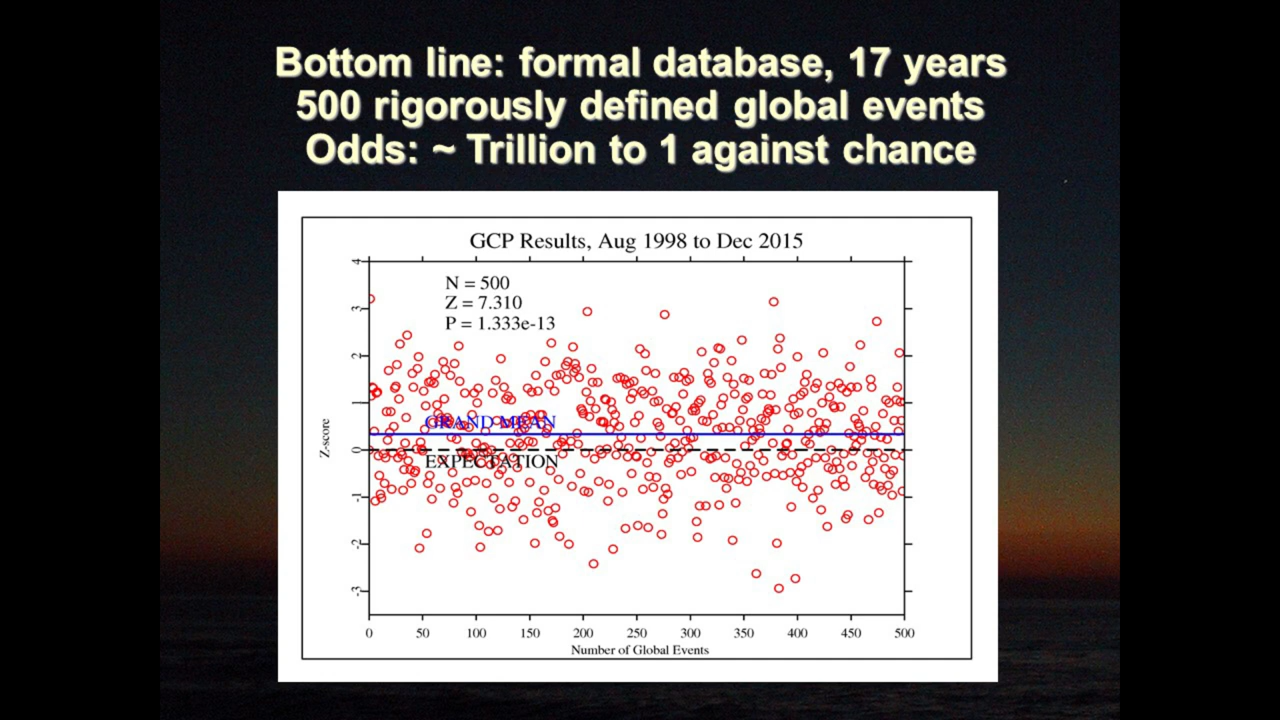 Bottom line: formal database, 17 years
500 rigorously defined global events
Odds: ~ Trillion to 1 against chance
GCP Results, Aug 1998 to Dec 2015
N = 500
Z = 7.310
P = 1.333e-13
4
3
2
1
0
-1
-2
-3
Z-score
GRAND MEAN
EXPECTATION
0 50 100 150 200 250 300 350 400 450 500
Number of Global Events